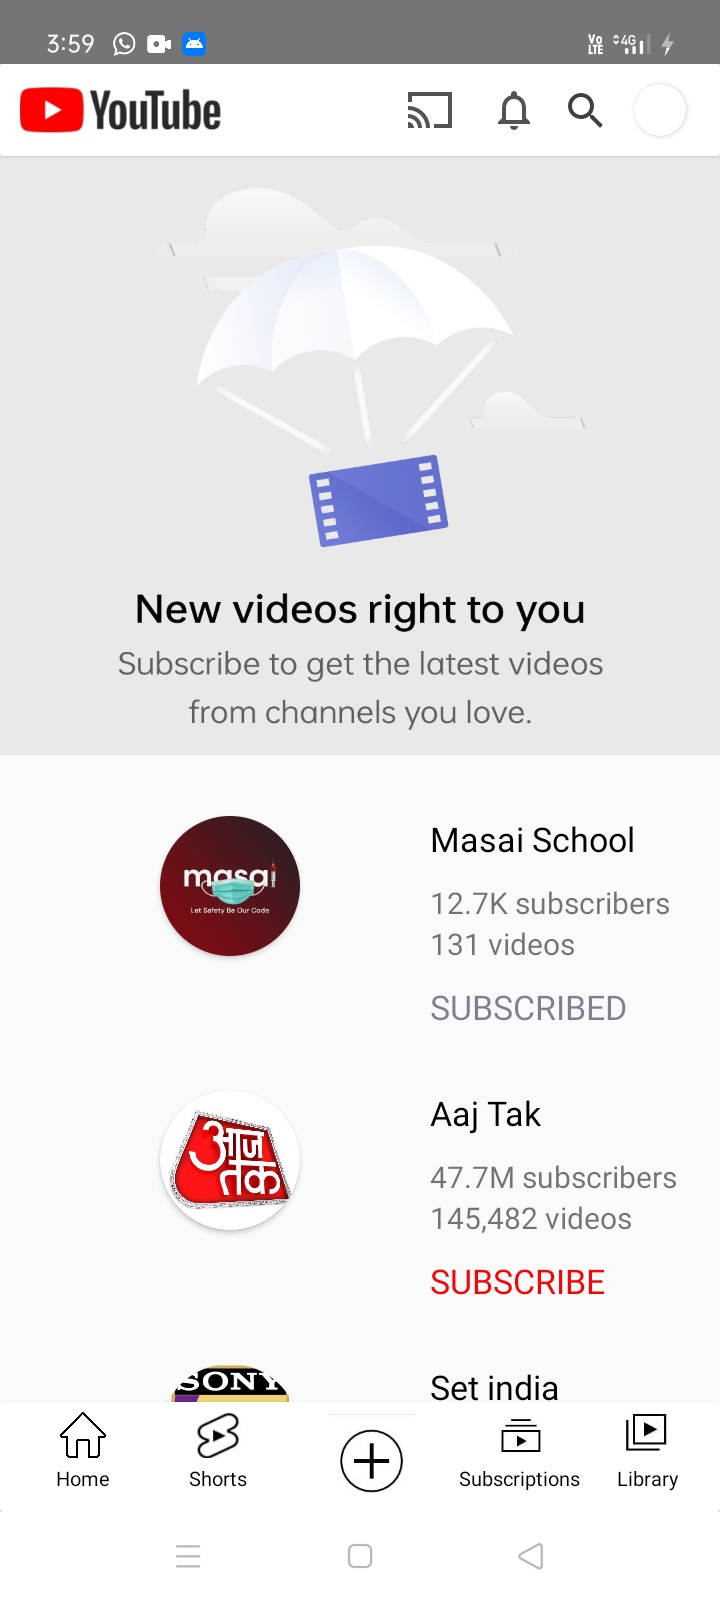 3:59
Vo
LTE
4G
YouTube
New videos right to you
Subscribe to get the latest videos
from channels you love.
masai
Let Safety Be Our Code
Masai School
12.7K subscribers
131 videos
SUBSCRIBED
आज
तक
Aaj Tak
47.7M subscribers
145,482 videos
SUBSCRIBE
SONY
Set india
Home
Shorts
Subscriptions
Library